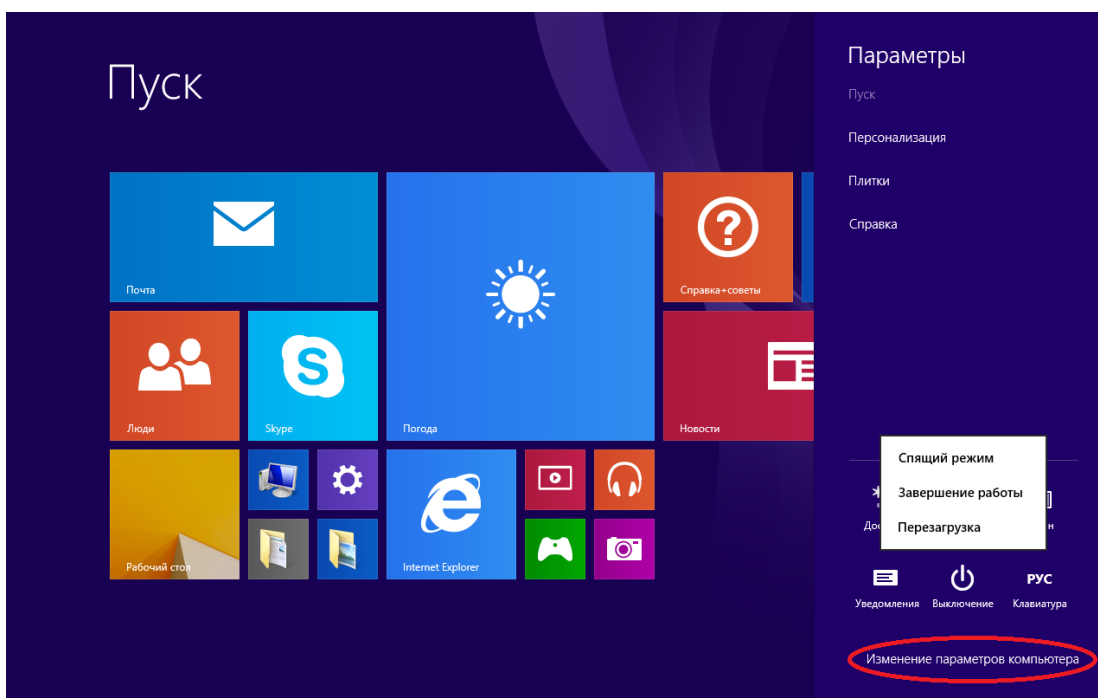 Пуск
Почта
Люди
Skype
Погода
Справка+советы
Новости
Рабочий стол
Internet Explorer
Параметры
Пуск
Персонализация
Плитки
Справка
Спящий режим
Завершение работы
Перезагрузка
Уведомления
Выключение
РУС
Клавиатура
Изменение параметров компьютера